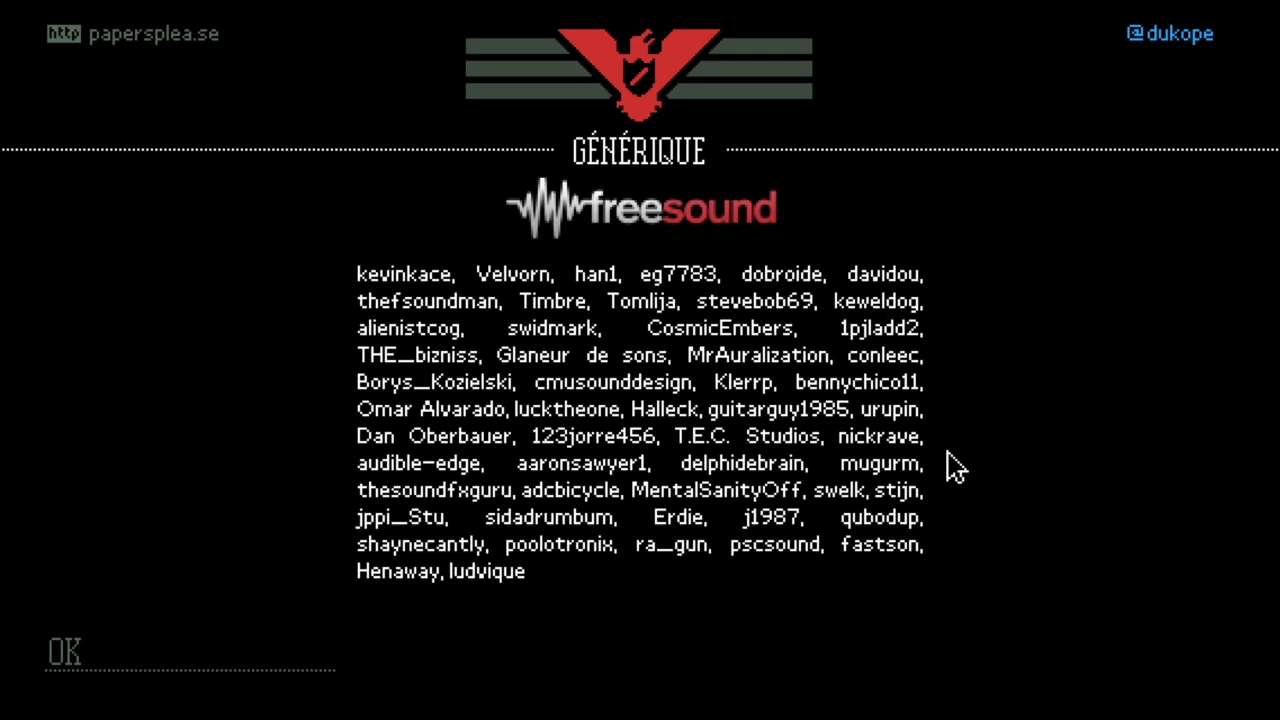 http papersplea.se
@dukope
GÉNÉRIQUE
freesound
kevinkace, Velvorn, han1, eg7783, dobroide, davidou,
thefsoundman, Timbre, Tomlija, stevebob69, keweldog,
alienistcog, swidmark, CosmicEmbers, 1pjladd2,
THE_bizniss, Glaneur de sons, MrAuralization, conleec,
Borys_Kozielski, cmusounddesign, Klerrp, bennychico11,
Omar Alvarado, lucktheone, Halleck, guitarguy1985, urupin,
Dan Oberbauer, 123jorre456, T.E.C. Studios, nickrave,
audible-edge, aaronsawyer1, delphidebrain, mugurm,
thesoundfxguru, adcbicycle, MentalSanityOff, swelk, stijn,
jppi_Stu, sidadrumbum, Erdie, j1987, qubodup,
shaynecantly, poolotronix, ra_gun, pscsound, fastson,
Henaway, ludvique
OK